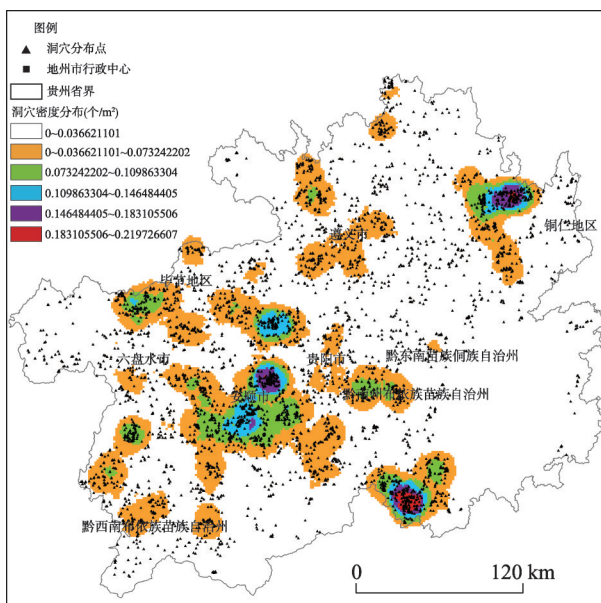 图例
洞穴分布点
地州市行政中心
贵州省界
洞穴密度分布(个/m²)
0~0.036621101
0~0.036621101~0.073242202
0.073242202~0.109863304
0.109863304~0.146484405
0.146484405~0.183105506
0.183105506~0.219726607
铜仁地区
遵义市
毕节地区
六盘水市
贵阳市
黔东南苗族侗族自治州
安顺市
黔南州布依族苗族自治州
黔西南布依族苗族自治州
0
120 km